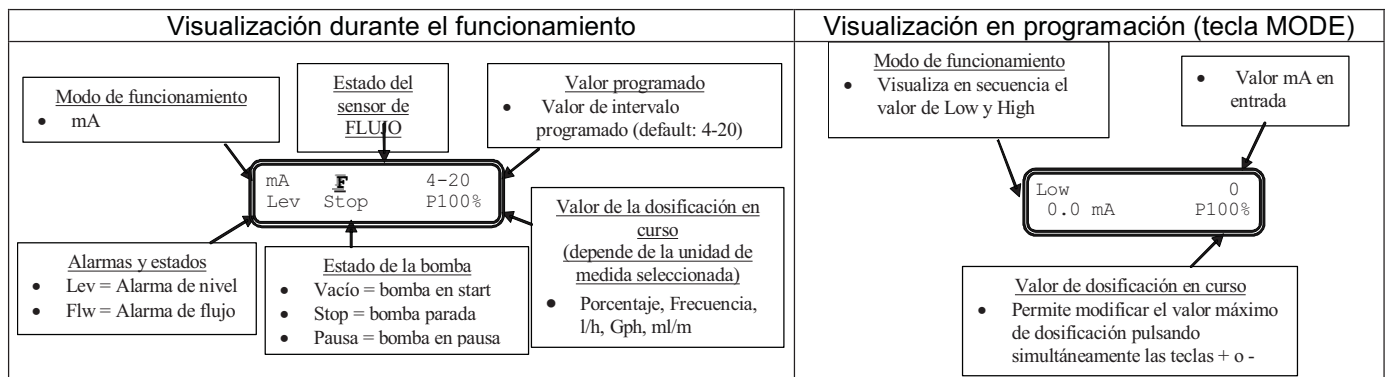 Visualización durante el funcionamiento
Modo de funcionamiento
• mA
Estado del
sensor de
FLUJO
Valor programado
• Valor de intervalo
programado (default: 4-20)
mA F 4-20
Lev Stop P100%
Alarmas y estados
• Lev = Alarma de nivel
• Flw = Alarma de flujo
Estado de la bomba
• Vacío = bomba en start
• Stop = bomba parada
• Pausa = bomba en pausa
Valor de la dosificación en
curso
(depende de la unidad de
medida seleccionada)
• Porcentaje, Frecuencia,
l/h, Gph, ml/m
Visualización en programación (tecla MODE)
Modo de funcionamiento
• Visualiza en secuencia el
valor de Low y High
• Valor mA en
entrada
Low 0
0.0 mA P100%
Valor de dosificación en curso
• Permite modificar el valor máximo
de dosificación pulsando
simultáneamente las teclas + o -